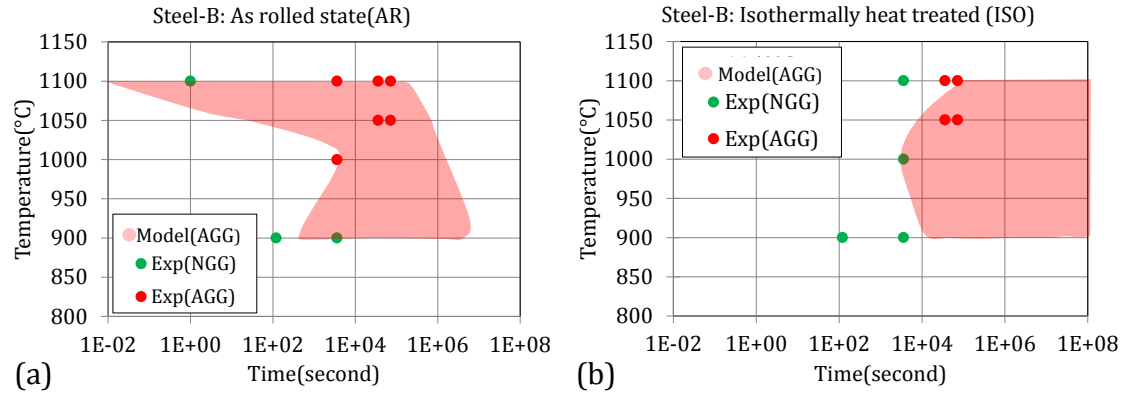 Steel-B: As rolled state(AR)
Temperature(°C)
1150
1100
1050
1000
950
900
850
800
Model(AGG)
Exp(NGG)
Exp(AGG)
1E-02 1E+00 1E+02 1E+04 1E+06 1E+08
Time(second)
(a)
Steel-B: Isothermally heat treated (ISO)
Temperature(°C)
1150
1100
1050
1000
950
900
850
800
Model(AGG)
Exp(NGG)
Exp(AGG)
1E-02 1E+00 1E+02 1E+04 1E+06 1E+08
Time(second)
(b)